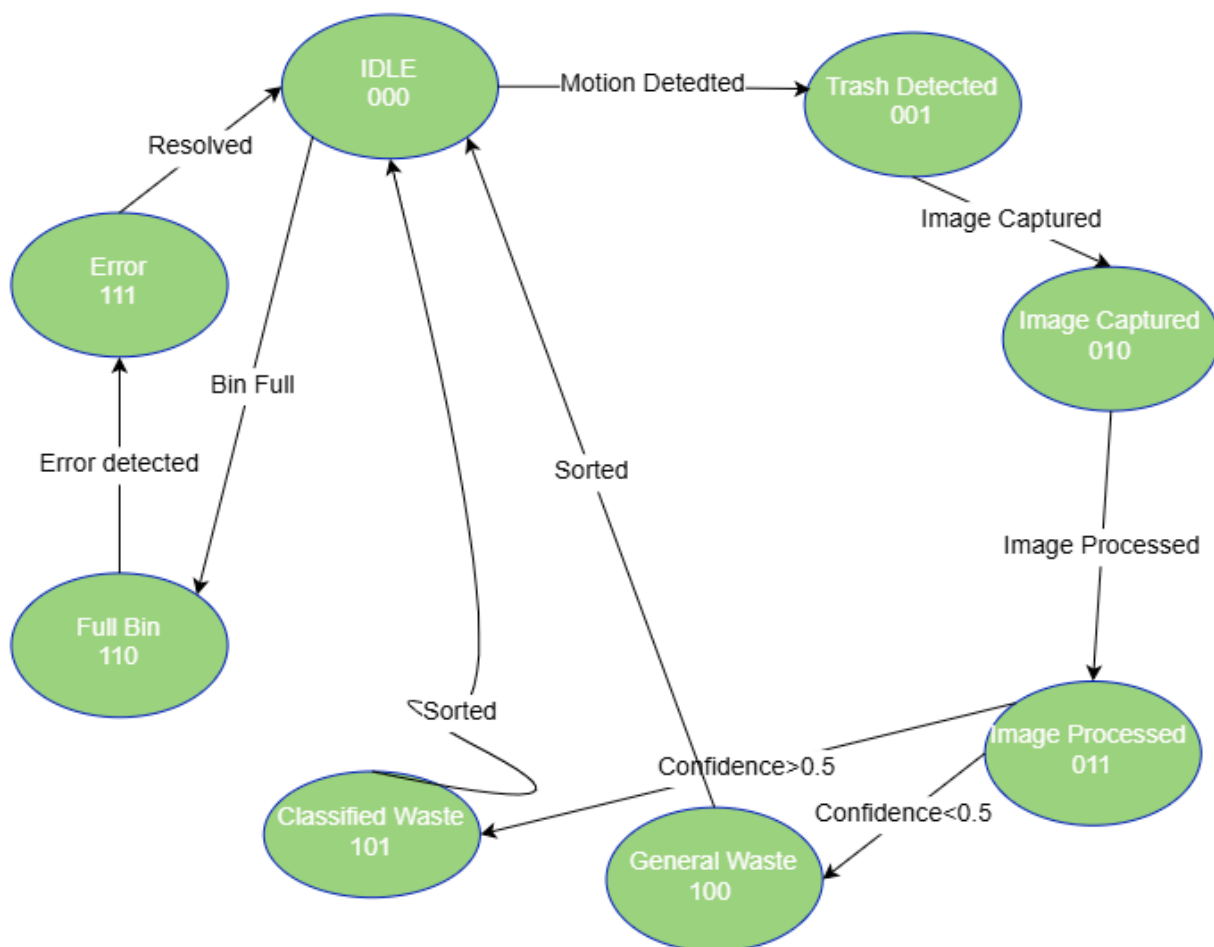 IDLE
000
Motion Detedted
Trash Detected
001
Resolved
Image Captured
Error
111
Image Captured
010
Bin Full
Error detected
Sorted
Image Processed
Full Bin
110
Sorted
Image Processed
011
Confidence>0.5
Confidence<0.5
Classified Waste
101
General Waste
100